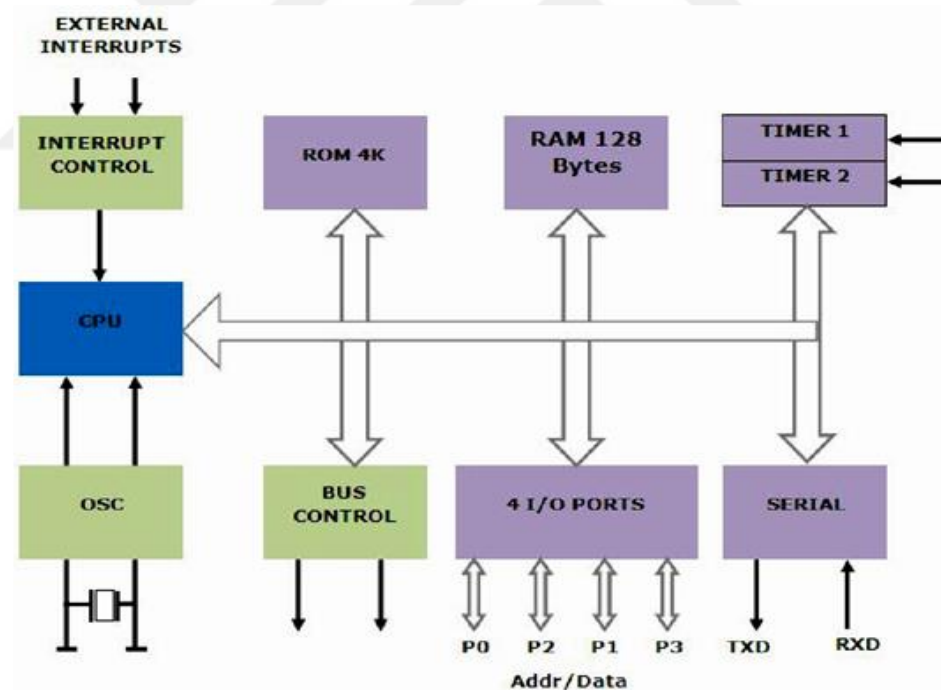 EXTERNAL
INTERRUPTS
INTERRUPT
CONTROL
ROM 4K
RAM 128
Bytes
TIMER 1
TIMER 2
CPU
OSC
BUS
CONTROL
4 I/O PORTS
SERIAL
P0 P2 P1 P3
TXD RXD
Addr/Data